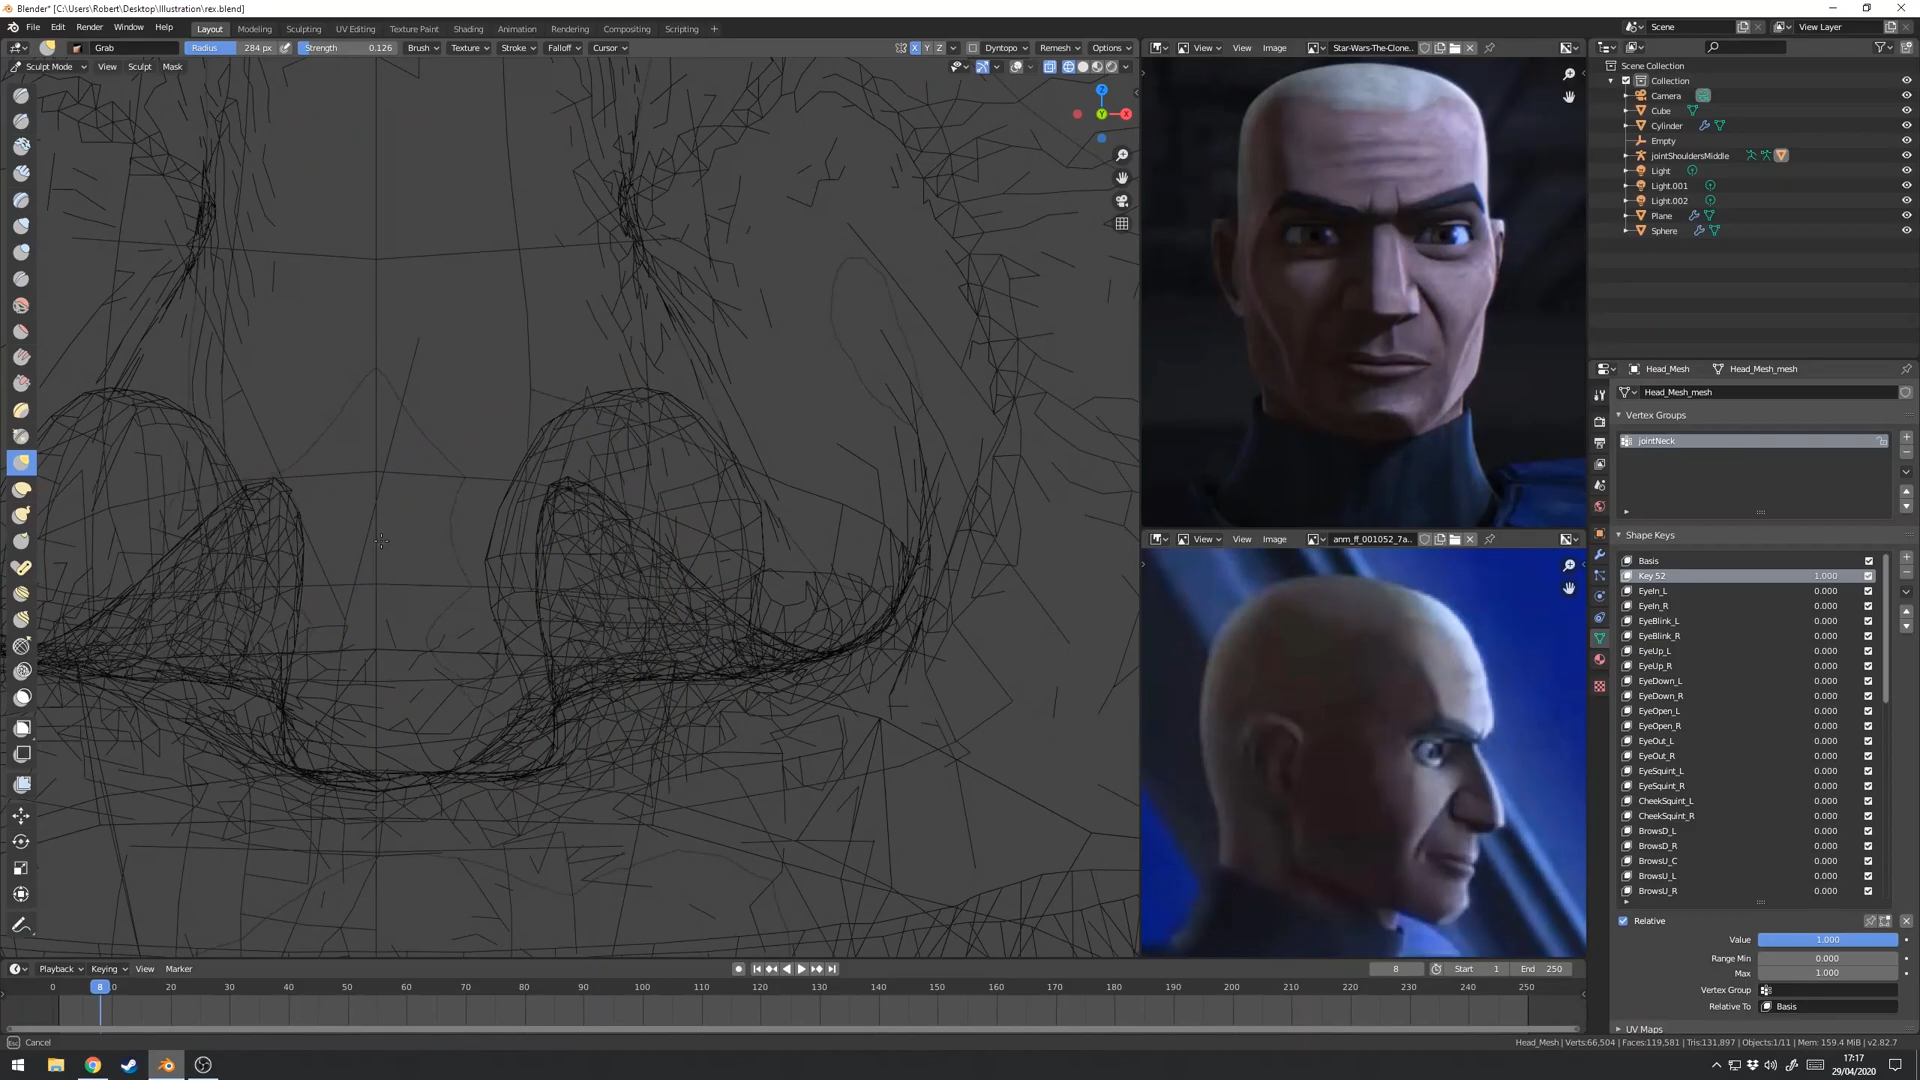 Blender* [C:\Users\Robert\Desktop\Illustration\rex.blend]
File Edit Render Window Help Layout Modeling Sculpting UV Editing Texture Paint Shading Animation Rendering Compositing Scripting + Scene View Layer
Grab Radius 284 px Strength 0.126 Brush Texture Stroke Falloff Cursor X Y Z Dyntopo Remesh Options
View View Image Star-Wars-The-Clone..
Sculpt Mode View Sculpt Mask
Scene Collection
Collection
Camera
Cube
Cylinder
Empty
jointShouldersMiddle
Light
Light.001
Light.002
Plane
Sphere
Z
Y
X
Head_Mesh Head_Mesh_mesh
Head_Mesh_mesh
Vertex Groups
jointNeck
Shape Keys
View View Image anm_ff_001052_7a..
Basis
Key 52 1.000
EyeIn_L 0.000
EyeIn_R 0.000
EyeBlink_L 0.000
EyeBlink_R 0.000
EyeUp_L 0.000
EyeUp_R 0.000
EyeDown_L 0.000
EyeDown_R 0.000
EyeOpen_L 0.000
EyeOpen_R 0.000
EyeOut_L 0.000
EyeOut_R 0.000
EyeSquint_L 0.000
EyeSquint_R 0.000
CheekSquint_L 0.000
CheekSquint_R 0.000
BrowsD_L 0.000
BrowsD_R 0.000
BrowsU_C 0.000
BrowsU_L 0.000
BrowsU_R 0.000
Relative
Value 1.000
Range Min 0.000
Max 1.000
Vertex Group
Relative To Basis
UV Maps
Playback Keying View Marker 8 Start 1 End 250
0 8 10 20 30 40 50 60 70 80 90 100 110 120 130 140 150 160 170 180 190 200 210 220 230 240 250
Esc Cancel
Head_Mesh | Verts:66,504 | Faces:119,581 | Tris:131,897 | Objects:1/11 | Mem: 159.4 MiB | v2.82.7
17:17
29/04/2020